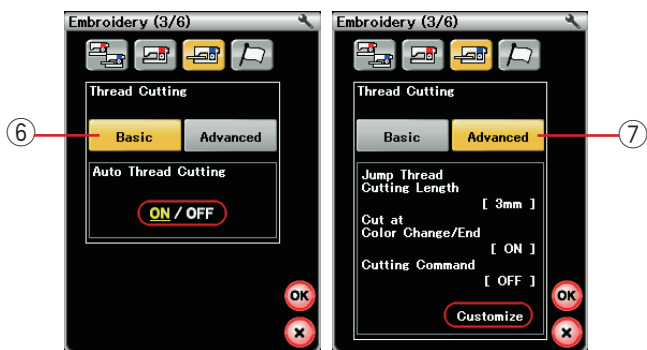 Embroidery (3/6)
Thread Cutting
Basic
Advanced
Auto Thread Cutting
ON / OFF
OK
×
⑥
Embroidery (3/6)
Thread Cutting
Basic
Advanced
Jump Thread
Cutting Length
[ 3mm ]
Cut at
Color Change/End
[ ON ]
Cutting Command
[ OFF ]
Customize
OK
×
⑦